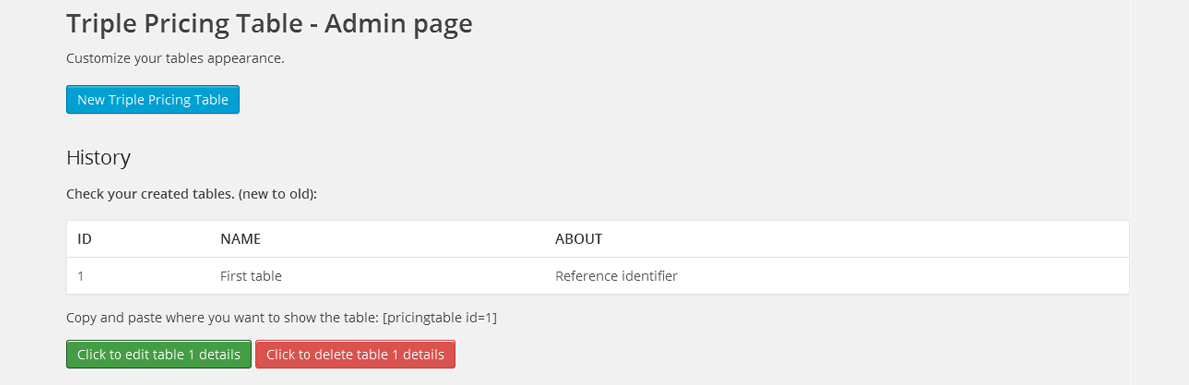 Triple Pricing Table - Admin page
Customize your tables appearance.
New Triple Pricing Table
History
Check your created tables. (new to old):
ID NAME ABOUT
1 First table Reference identifier
Copy and paste where you want to show the table: [pricingtable id=1]
Click to edit table 1 details Click to delete table 1 details